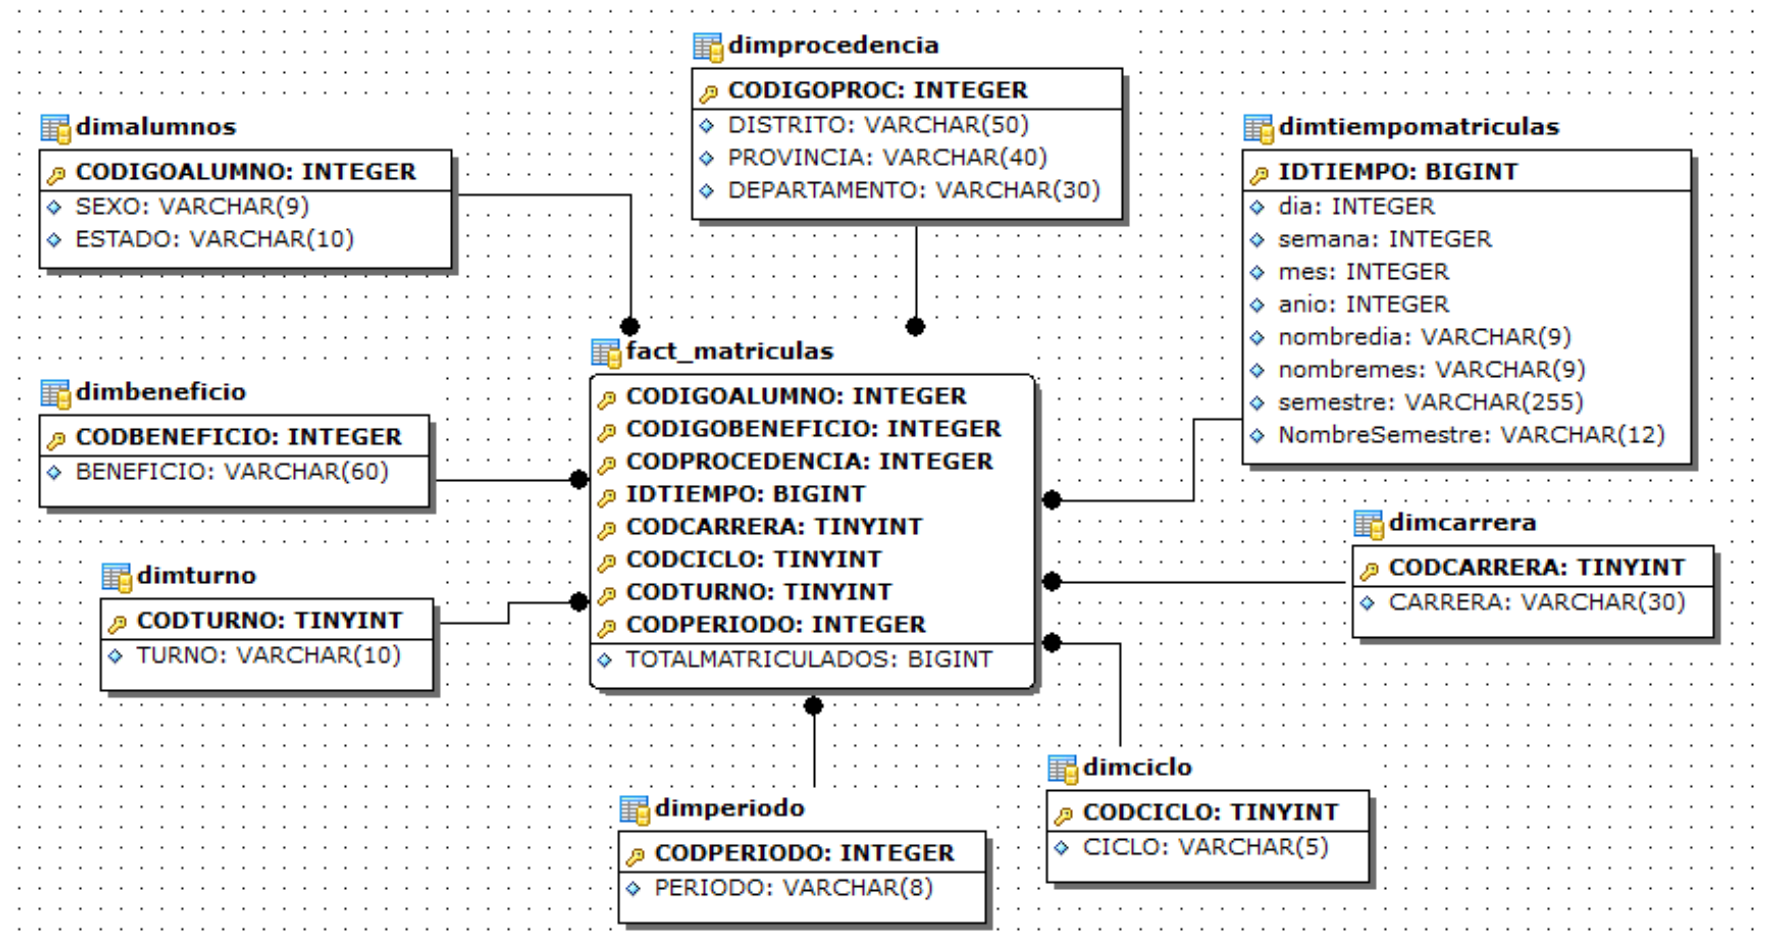 dimprocedencia
CODIGOPROC: INTEGER
DISTRITO: VARCHAR(50)
PROVINCIA: VARCHAR(40)
DEPARTAMENTO: VARCHAR(30)
dimalumnos
CODIGOALUMNO: INTEGER
SEXO: VARCHAR(9)
ESTADO: VARCHAR(10)
dimtiempomatriculas
IDTIEMPO: BIGINT
dia: INTEGER
semana: INTEGER
mes: INTEGER
anio: INTEGER
nombredia: VARCHAR(9)
nombremes: VARCHAR(9)
semestre: VARCHAR(255)
NombreSemestre: VARCHAR(12)
fact_matriculas
CODIGOALUMNO: INTEGER
CODIGOBENEFICIO: INTEGER
CODPROCEDENCIA: INTEGER
IDTIEMPO: BIGINT
CODCARRERA: TINYINT
CODCICLO: TINYINT
CODTURNO: TINYINT
CODPERIODO: INTEGER
TOTALMATRICULADOS: BIGINT
dimbeneficio
CODBENEFICIO: INTEGER
BENEFICIO: VARCHAR(60)
dimturno
CODTURNO: TINYINT
TURNO: VARCHAR(10)
dimcarrera
CODCARRERA: TINYINT
CARRERA: VARCHAR(30)
dimciclo
CODCICLO: TINYINT
CICLO: VARCHAR(5)
dimperiodo
CODPERIODO: INTEGER
PERIODO: VARCHAR(8)